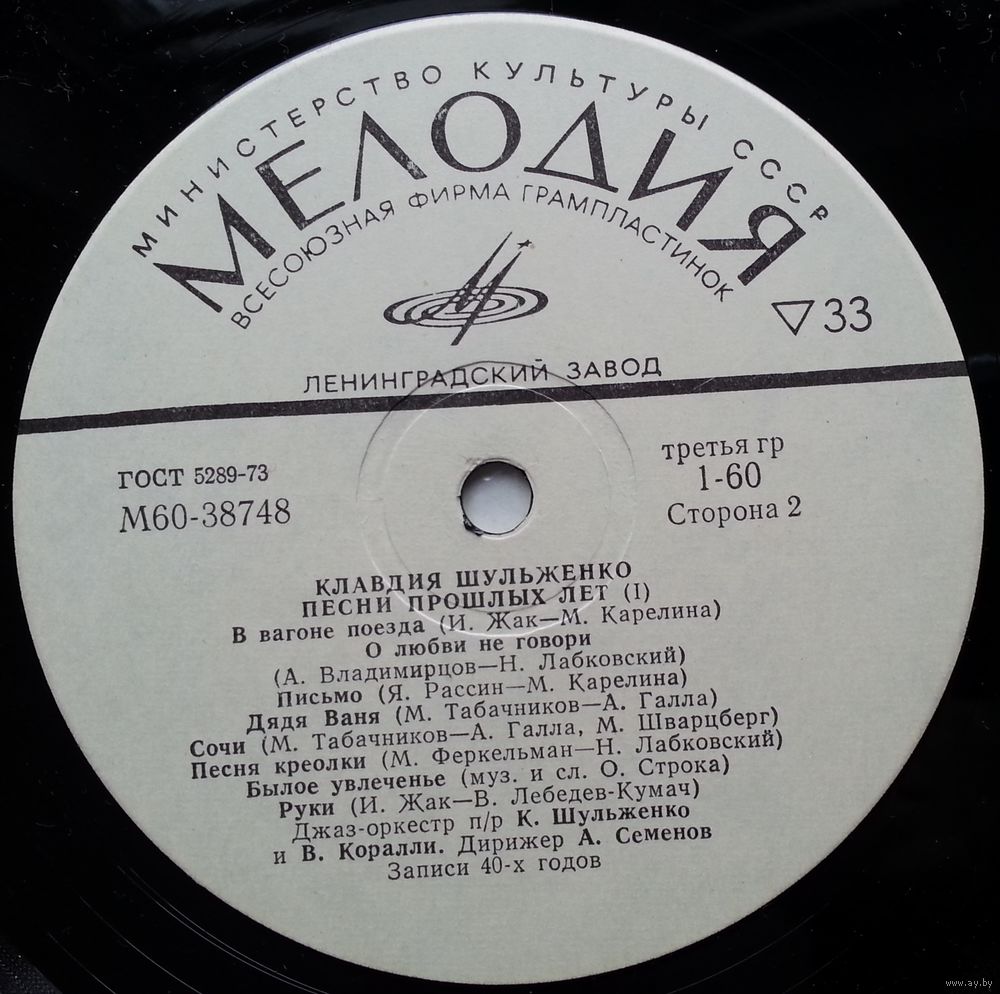 МИНИСТЕРСТВО КУЛЬТУРЫ СССР
МЕЛОДИЯ
ВСЕСОЮЗНАЯ ФИРМА ГРАМПЛАСТИНОК
33
ЛЕНИНГРАДСКИЙ ЗАВОД
ГОСТ 5289-73
М60-38748
третья гр
1-60
Сторона 2
КЛАВДИЯ ШУЛЬЖЕНКО
ПЕСНИ ПРОШЛЫХ ЛЕТ (I)
В вагоне поезда (И. Жак—М. Карелина)
О любви не говори
(А. Владимирцов—Н. Лабковский)
Письмо (Я. Рассин—М. Карелина)
Дядя Ваня (М. Табачников—А. Галла)
Сочи (М. Табачников—А. Галла, М. Шварцберг)
Песня креолки (М. Феркельман—Н. Лабковский)
Былое увлеченье (муз. и сл. О. Строка)
Руки (И. Жак—В. Лебедев-Кумач)
Джаз-оркестр п/р К. Шульженко
и В. Коралли. Дирижер А. Семенов
Записи 40-х годов
www.ay.by